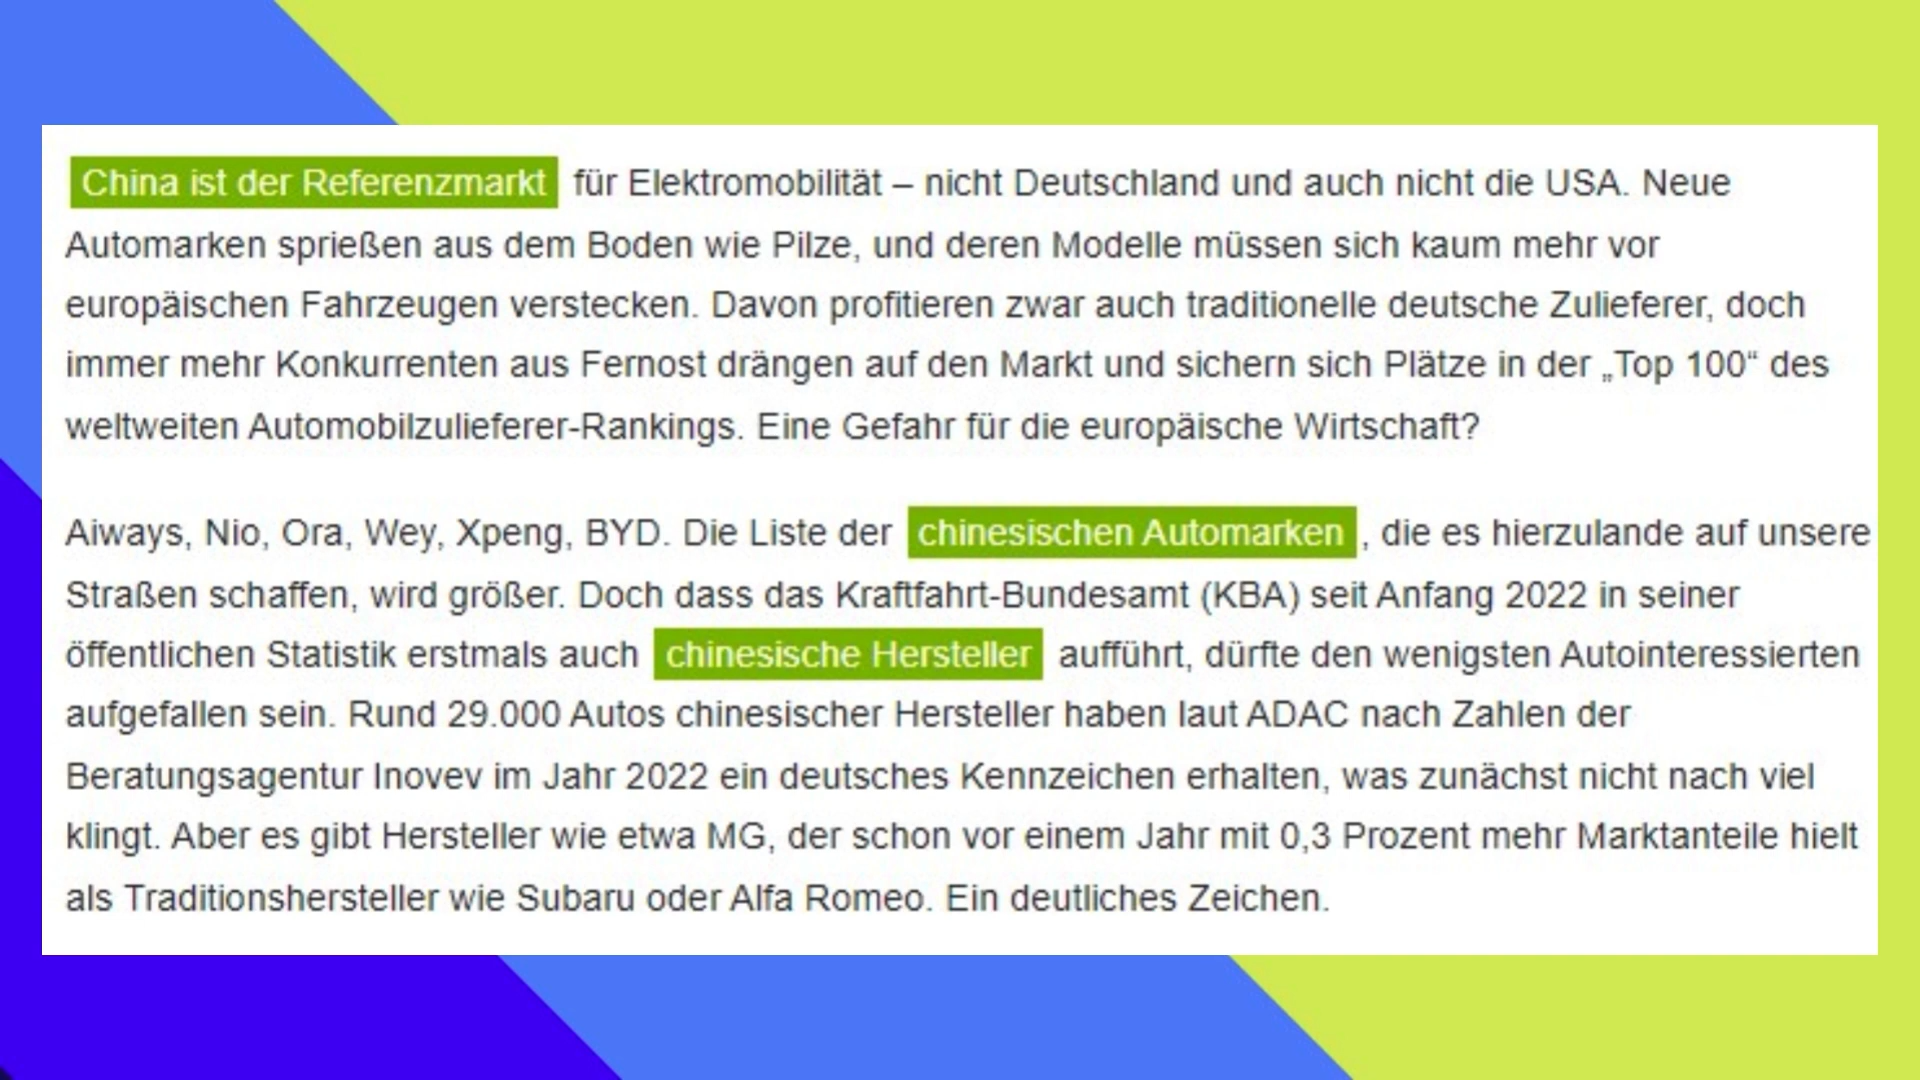 China ist der Referenzmarkt für Elektromobilität – nicht Deutschland und auch nicht die USA. Neue
Automarken sprießen aus dem Boden wie Pilze, und deren Modelle müssen sich kaum mehr vor
europäischen Fahrzeugen verstecken. Davon profitieren zwar auch traditionelle deutsche Zulieferer, doch
immer mehr Konkurrenten aus Fernost drängen auf den Markt und sichern sich Plätze in der „Top 100“ des
weltweiten Automobilzulieferer-Rankings. Eine Gefahr für die europäische Wirtschaft?
Aiways, Nio, Ora, Wey, Xpeng, BYD. Die Liste der chinesischen Automarken, die es hierzulande auf unsere
Straßen schaffen, wird größer. Doch dass das Kraftfahrt-Bundesamt (KBA) seit Anfang 2022 in seiner
öffentlichen Statistik erstmals auch chinesische Hersteller aufführt, dürfte den wenigsten Autointeressierten
aufgefallen sein. Rund 29.000 Autos chinesischer Hersteller haben laut ADAC nach Zahlen der
Beratungsagentur Inovev im Jahr 2022 ein deutsches Kennzeichen erhalten, was zunächst nicht nach viel
klingt. Aber es gibt Hersteller wie etwa MG, der schon vor einem Jahr mit 0,3 Prozent mehr Marktanteile hielt
als Traditionshersteller wie Subaru oder Alfa Romeo. Ein deutliches Zeichen.